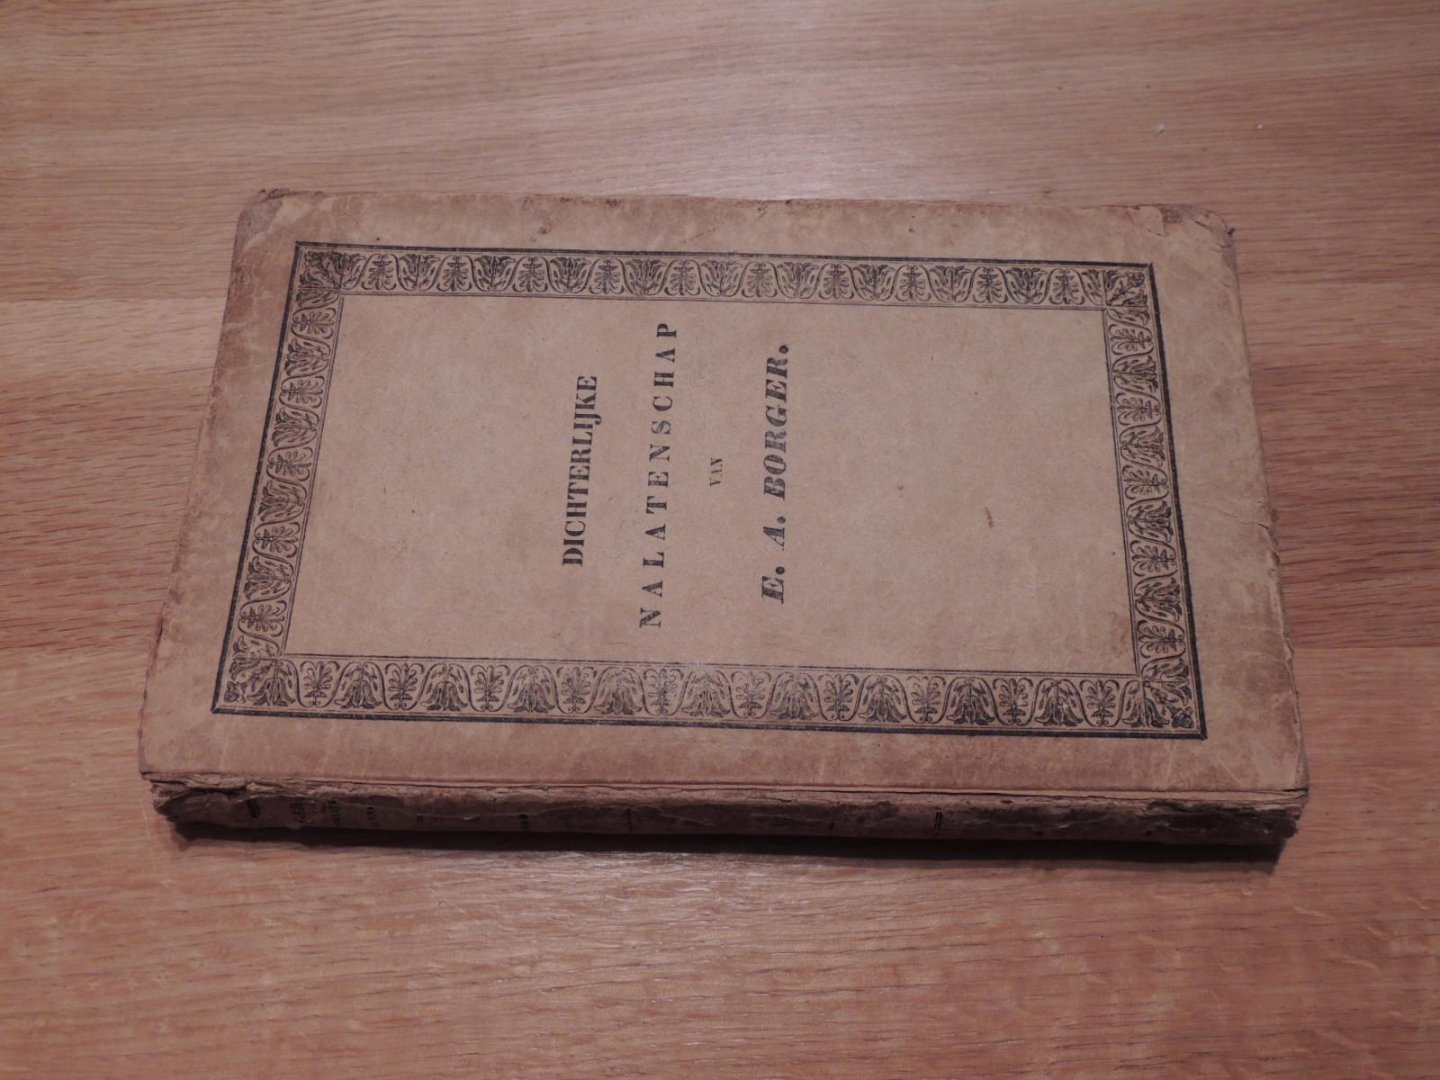 DICHTERLIJKE
NALATENSCHAP
VAN
E. A. BORGER.